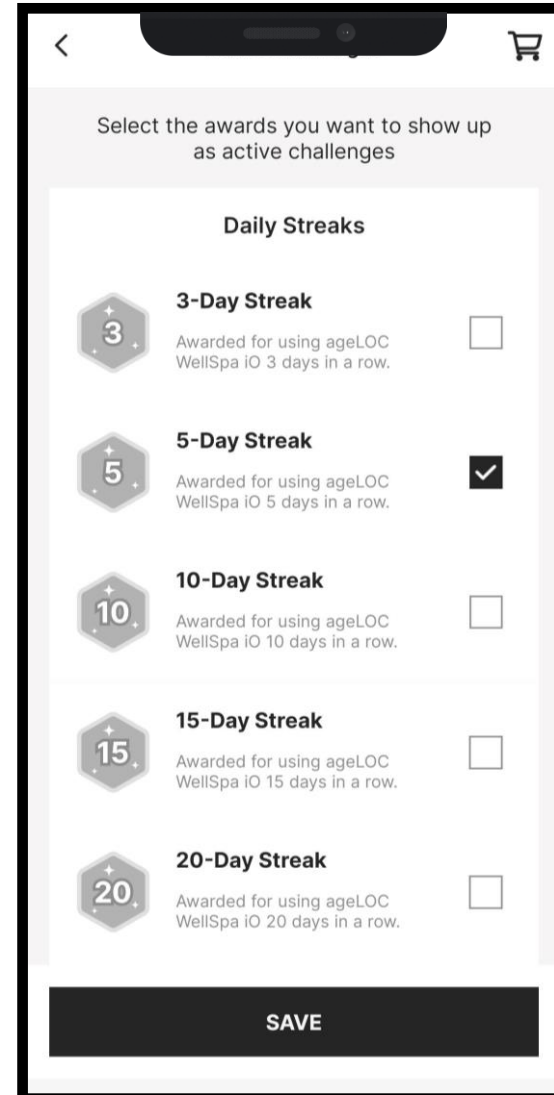 Select the awards you want to show up
as active challenges
Daily Streaks
3
3-Day Streak
Awarded for using ageLOC
WellSpa iO 3 days in a row.
5
5-Day Streak
Awarded for using ageLOC
WellSpa iO 5 days in a row.
10
10-Day Streak
Awarded for using ageLOC
WellSpa iO 10 days in a row.
15
15-Day Streak
Awarded for using ageLOC
WellSpa iO 15 days in a row.
20
20-Day Streak
Awarded for using ageLOC
WellSpa iO 20 days in a row.
SAVE